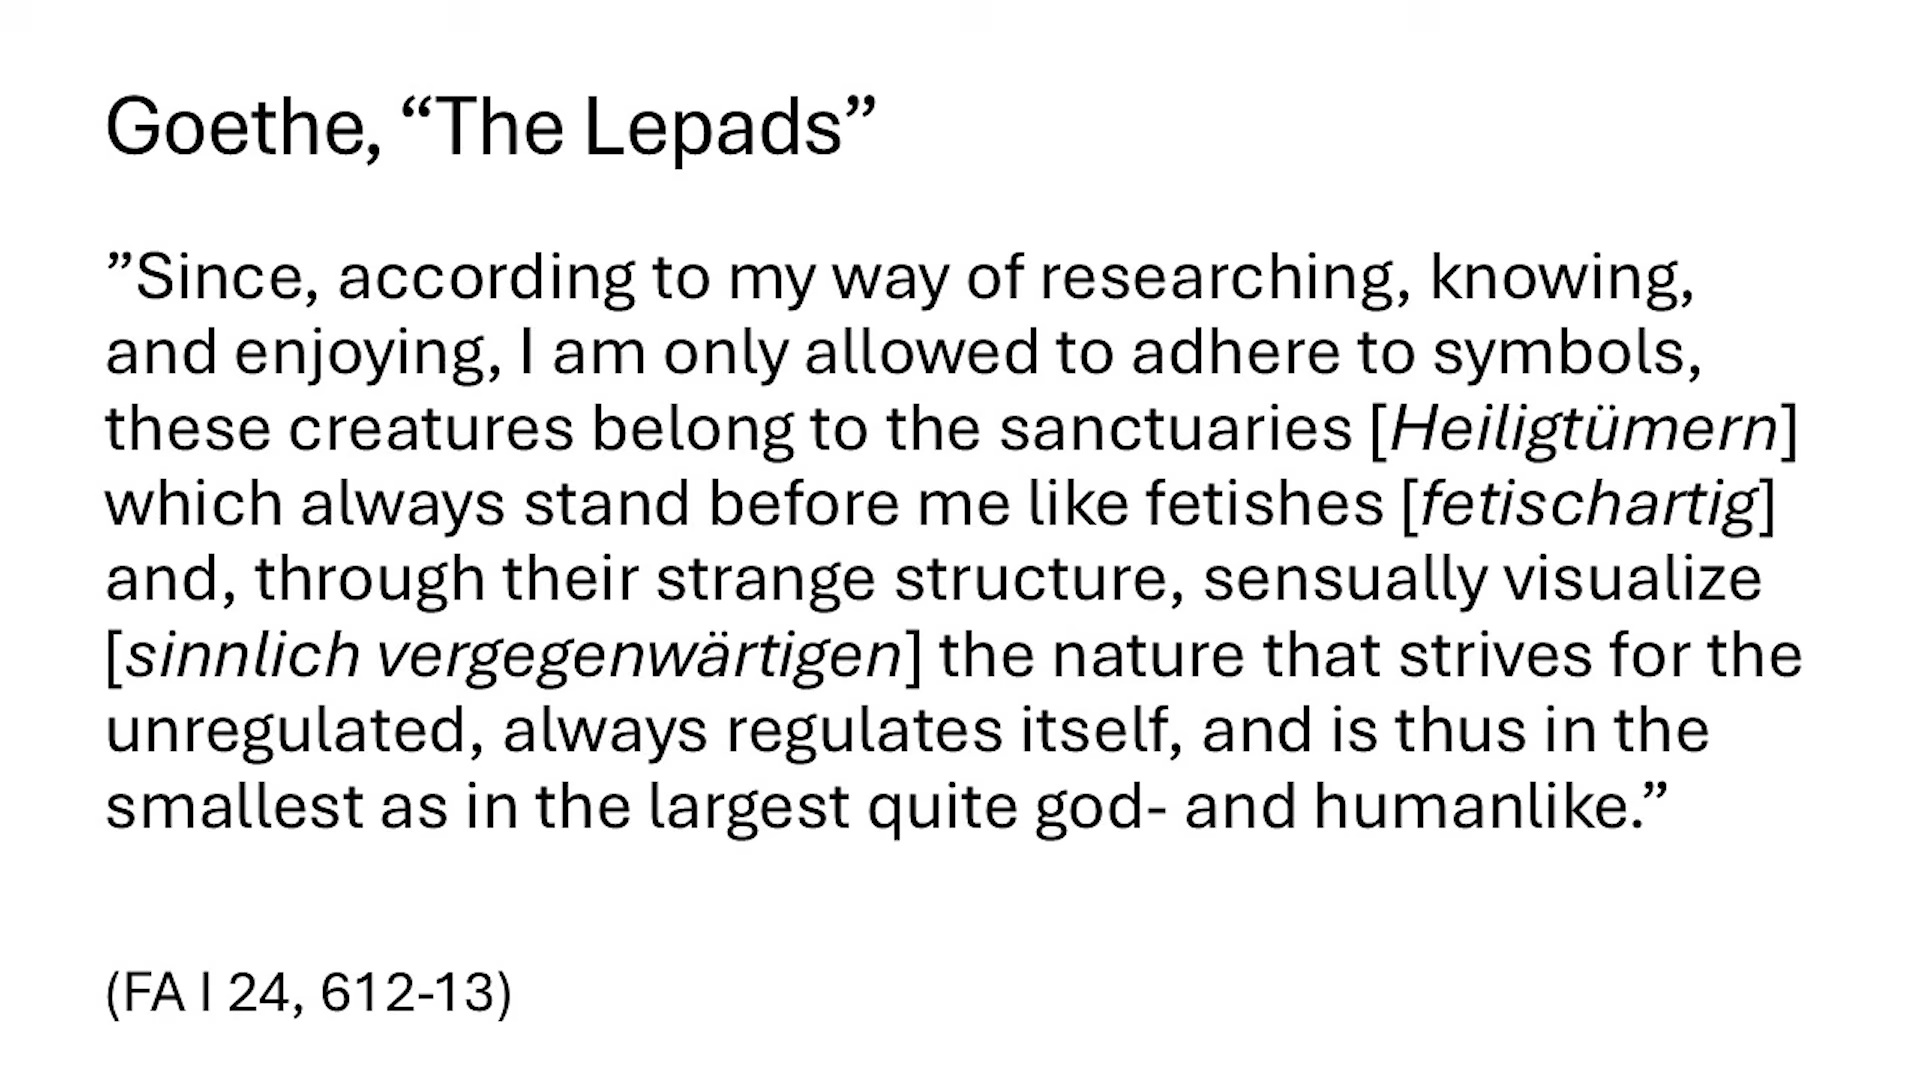 Goethe, “The Lepads”
”Since, according to my way of researching, knowing,
and enjoying, I am only allowed to adhere to symbols,
these creatures belong to the sanctuaries [Heiligtümern]
which always stand before me like fetishes [fetischartig]
and, through their strange structure, sensually visualize
[sinnlich vergegenwärtigen] the nature that strives for the
unregulated, always regulates itself, and is thus in the
smallest as in the largest quite god- and humanlike.”
(FA I 24, 612-13)